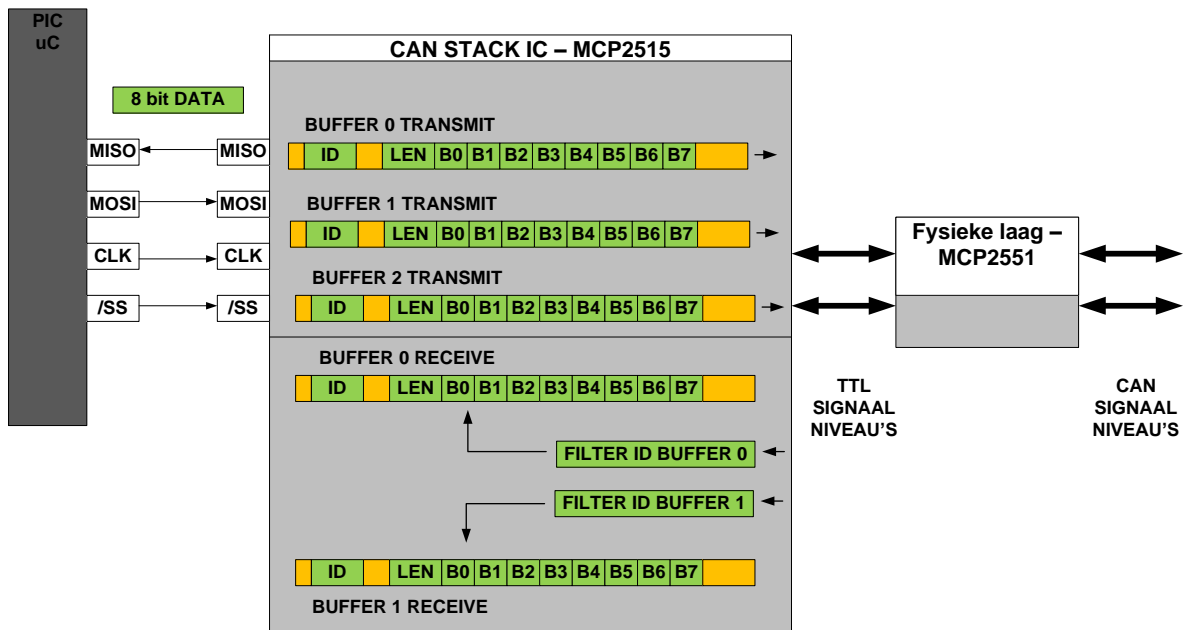 PIC
uC
CAN STACK IC – MCP2515
8 bit DATA
BUFFER 0 TRANSMIT
MISO MISO ID LEN B0 B1 B2 B3 B4 B5 B6 B7
BUFFER 1 TRANSMIT
MOSI MOSI
ID LEN B0 B1 B2 B3 B4 B5 B6 B7
CLK CLK
BUFFER 2 TRANSMIT
/SS /SS ID LEN B0 B1 B2 B3 B4 B5 B6 B7
Fysieke laag –
MCP2551
BUFFER 0 RECEIVE
ID LEN B0 B1 B2 B3 B4 B5 B6 B7
FILTER ID BUFFER 0
FILTER ID BUFFER 1
ID LEN B0 B1 B2 B3 B4 B5 B6 B7
BUFFER 1 RECEIVE
TTL
SIGNAAL
NIVEAU'S
CAN
SIGNAAL
NIVEAU'S